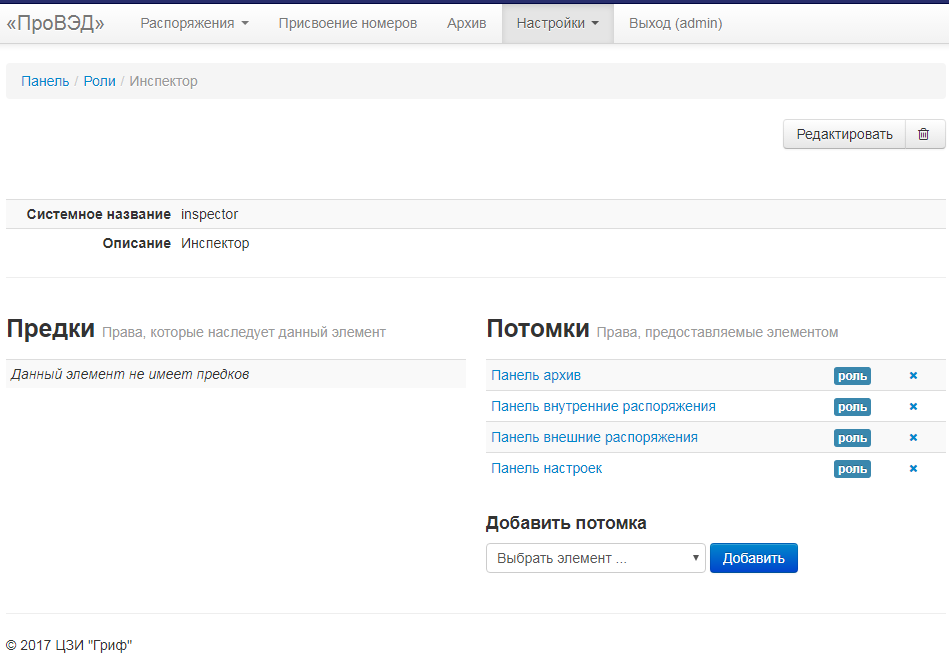 «ПроВЭД» Распоряжения Присвоение номеров Архив Настройки Выход (admin)
Панель / Роли / Инспектор
Редактировать
Системное название inspector
Описание Инспектор
Предки Права, которые наследует данный элемент
Данный элемент не имеет предков
Потомки Права, предоставляемые элементом
Панель архив роль ×
Панель внутренние распоряжения роль ×
Панель внешние распоряжения роль ×
Панель настроек роль ×
Добавить потомка
Выбрать элемент ... Добавить
© 2017 ЦЗИ "Гриф"